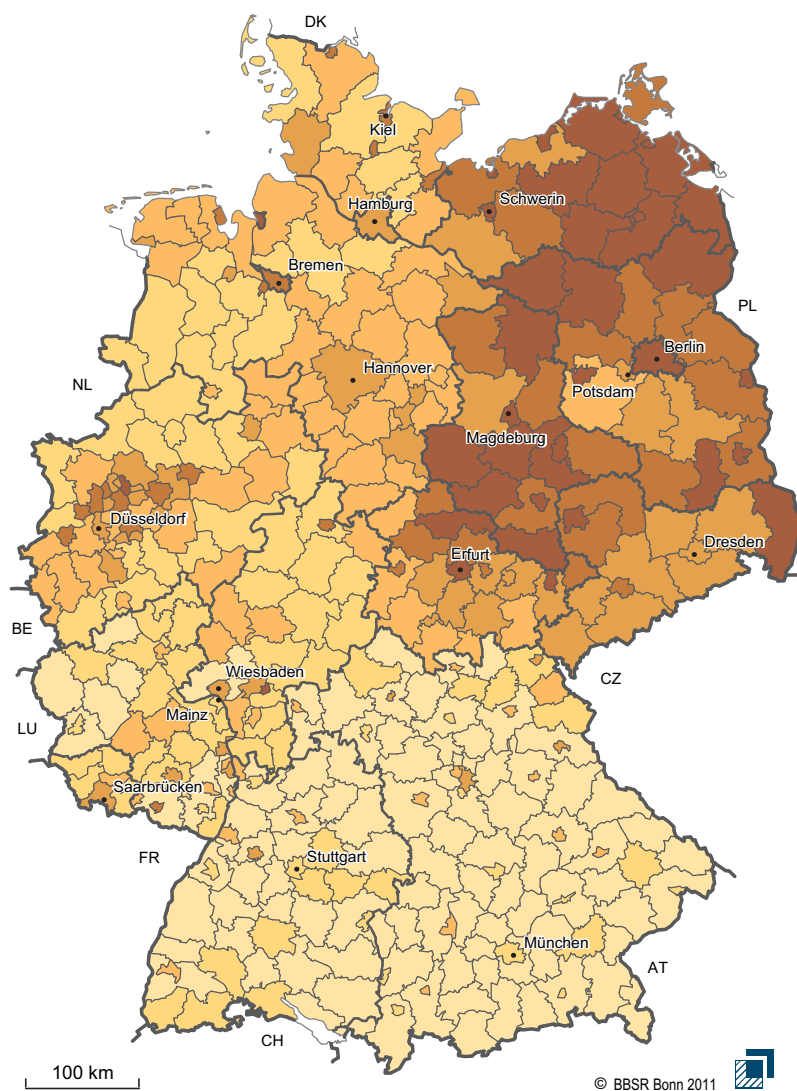 DK
Kiel
Hamburg
Schwerin
Bremen
PL
Berlin
Hannover
NL
Potsdam
Magdeburg
Düsseldorf
Dresden
Erfurt
BE
Wiesbaden
CZ
LU
Mainz
Saarbrücken
FR
Stuttgart
München
AT
CH
100 km
© BBSR Bonn 2011